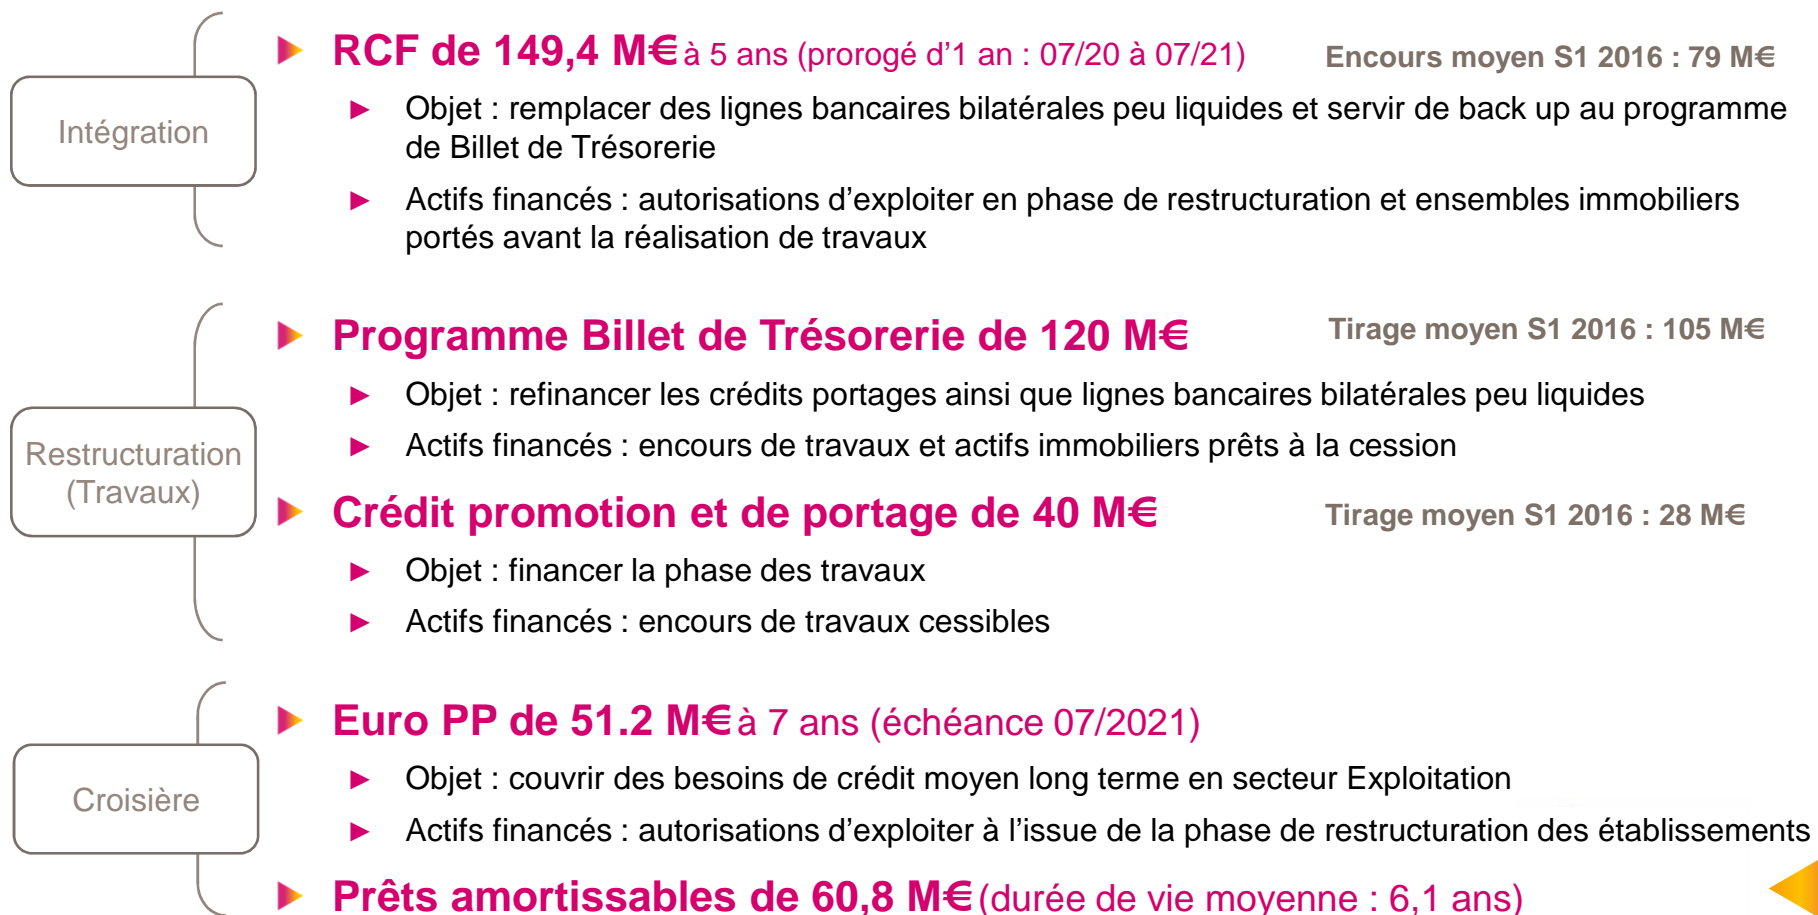 Intégration
RCF de 149,4 M€ à 5 ans (prorogé d’1 an : 07/20 à 07/21)
Encours moyen S1 2016 : 79 M€
► Objet : remplacer des lignes bancaires bilatérales peu liquides et servir de back up au programme
de Billet de Trésorerie
► Actifs financés : autorisations d’exploiter en phase de restructuration et ensembles immobiliers
portés avant la réalisation de travaux
Restructuration
(Travaux)
Programme Billet de Trésorerie de 120 M€
Tirage moyen S1 2016 : 105 M€
► Objet : refinancer les crédits portages ainsi que lignes bancaires bilatérales peu liquides
► Actifs financés : encours de travaux et actifs immobiliers prêts à la cession
Crédit promotion et de portage de 40 M€
Tirage moyen S1 2016 : 28 M€
► Objet : financer la phase des travaux
► Actifs financés : encours de travaux cessibles
Croisière
Euro PP de 51.2 M€ à 7 ans (échéance 07/2021)
► Objet : couvrir des besoins de crédit moyen long terme en secteur Exploitation
► Actifs financés : autorisations d’exploiter à l’issue de la phase de restructuration des établissements
Prêts amortissables de 60,8 M€ (durée de vie moyenne : 6,1 ans)